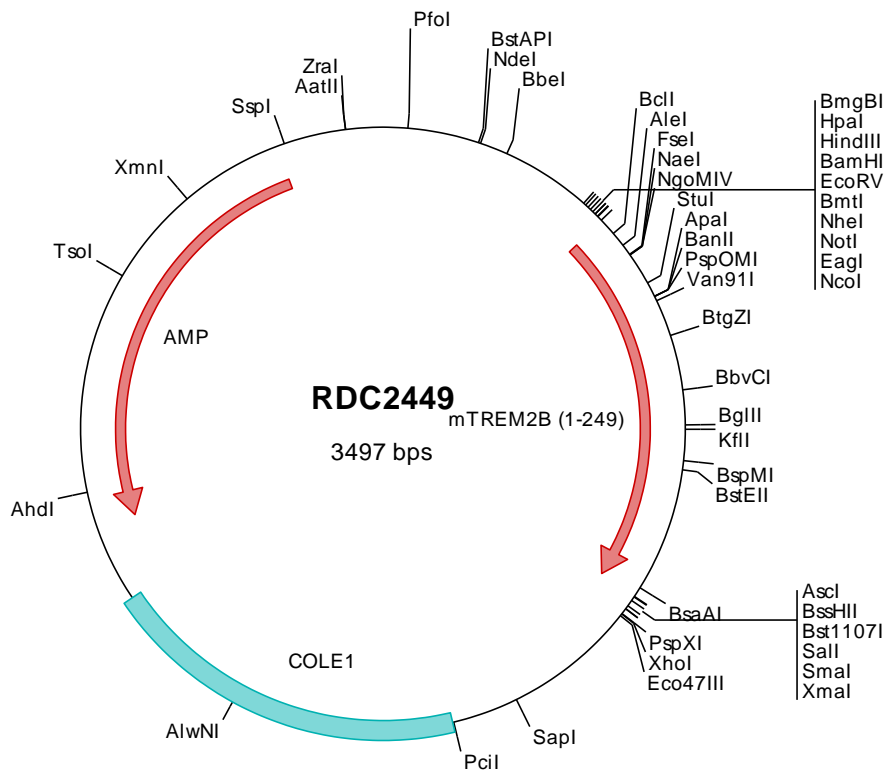 PfoI
BstAPI
NdeI
BbeI
ZraI
AatII
SspI
XmnI
TsoI
AhdI
BclI
AleI
FseI
NaeI
NgoMIV
StuI
ApaI
BanII
PspOMI
Van91I
BtgZI
BbvCI
BglII
KflI
BspMI
BstEII
BmgBI
HpaI
HindIII
BamHI
EcoRV
BmtI
NheI
NotI
EagI
NcoI
AMP
RDC2449
mTREM2B (1-249)
3497 bps
BsaAI
PspXI
XhoI
Eco47III
AscI
BssHII
Bst1107I
SalI
SmaI
XmaI
COLE1
AlwNI
SapI
PciI